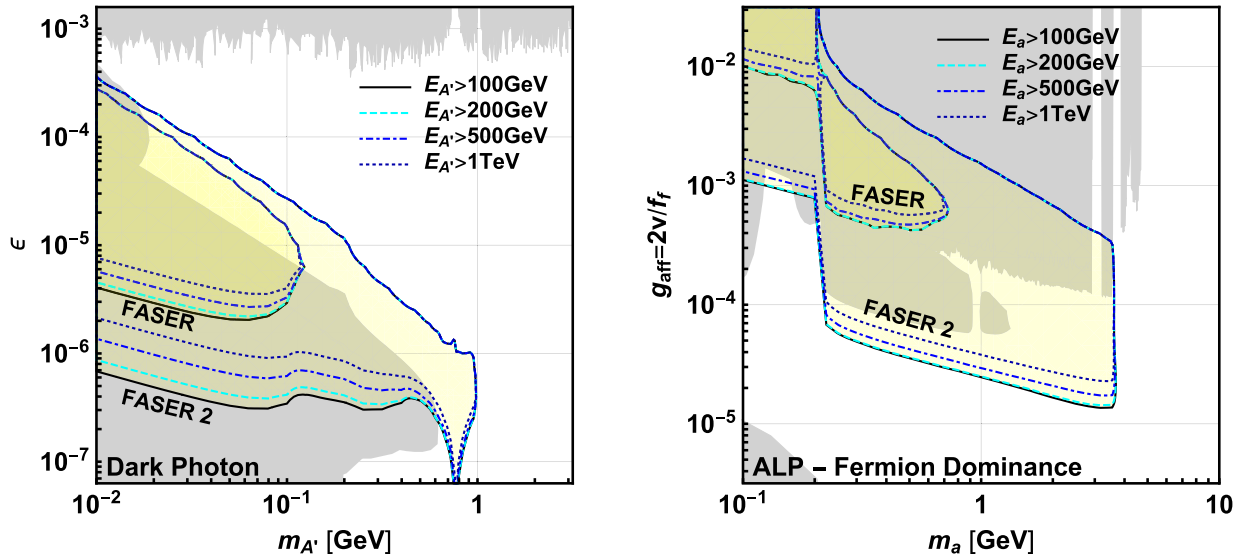 10⁻³
10⁻⁴
10⁻⁵
10⁻⁶
10⁻⁷
ϵ
E_A'>100GeV
E_A'>200GeV
E_A'>500GeV
E_A'>1TeV
FASER
FASER 2
Dark Photon
10⁻² 10⁻¹ 1
m_A' [GeV]
10⁻²
10⁻³
10⁻⁴
10⁻⁵
g_aff=2v/f_f
E_a>100GeV
E_a>200GeV
E_a>500GeV
E_a>1TeV
FASER
FASER 2
ALP – Fermion Dominance
10⁻¹ 1 10
m_a [GeV]